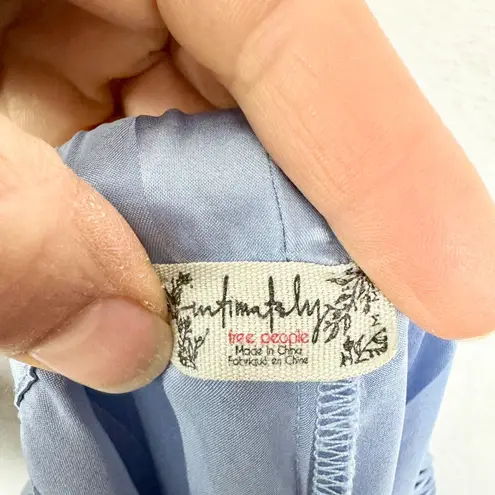 intimately
free people
Made in China
Fabriqué en Chine